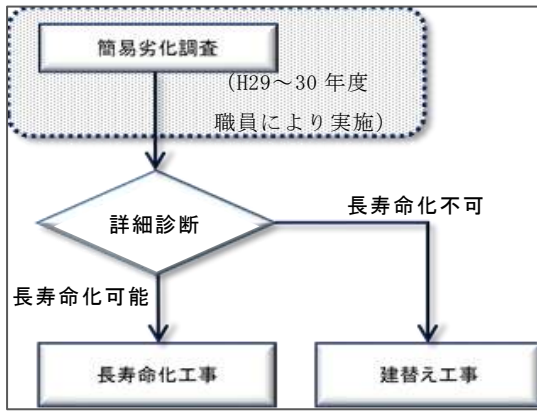 簡易劣化調査
(H29～30 年度
職員により実施)
詳細診断
長寿命化不可
長寿命化可能
長寿命化工事
建替え工事